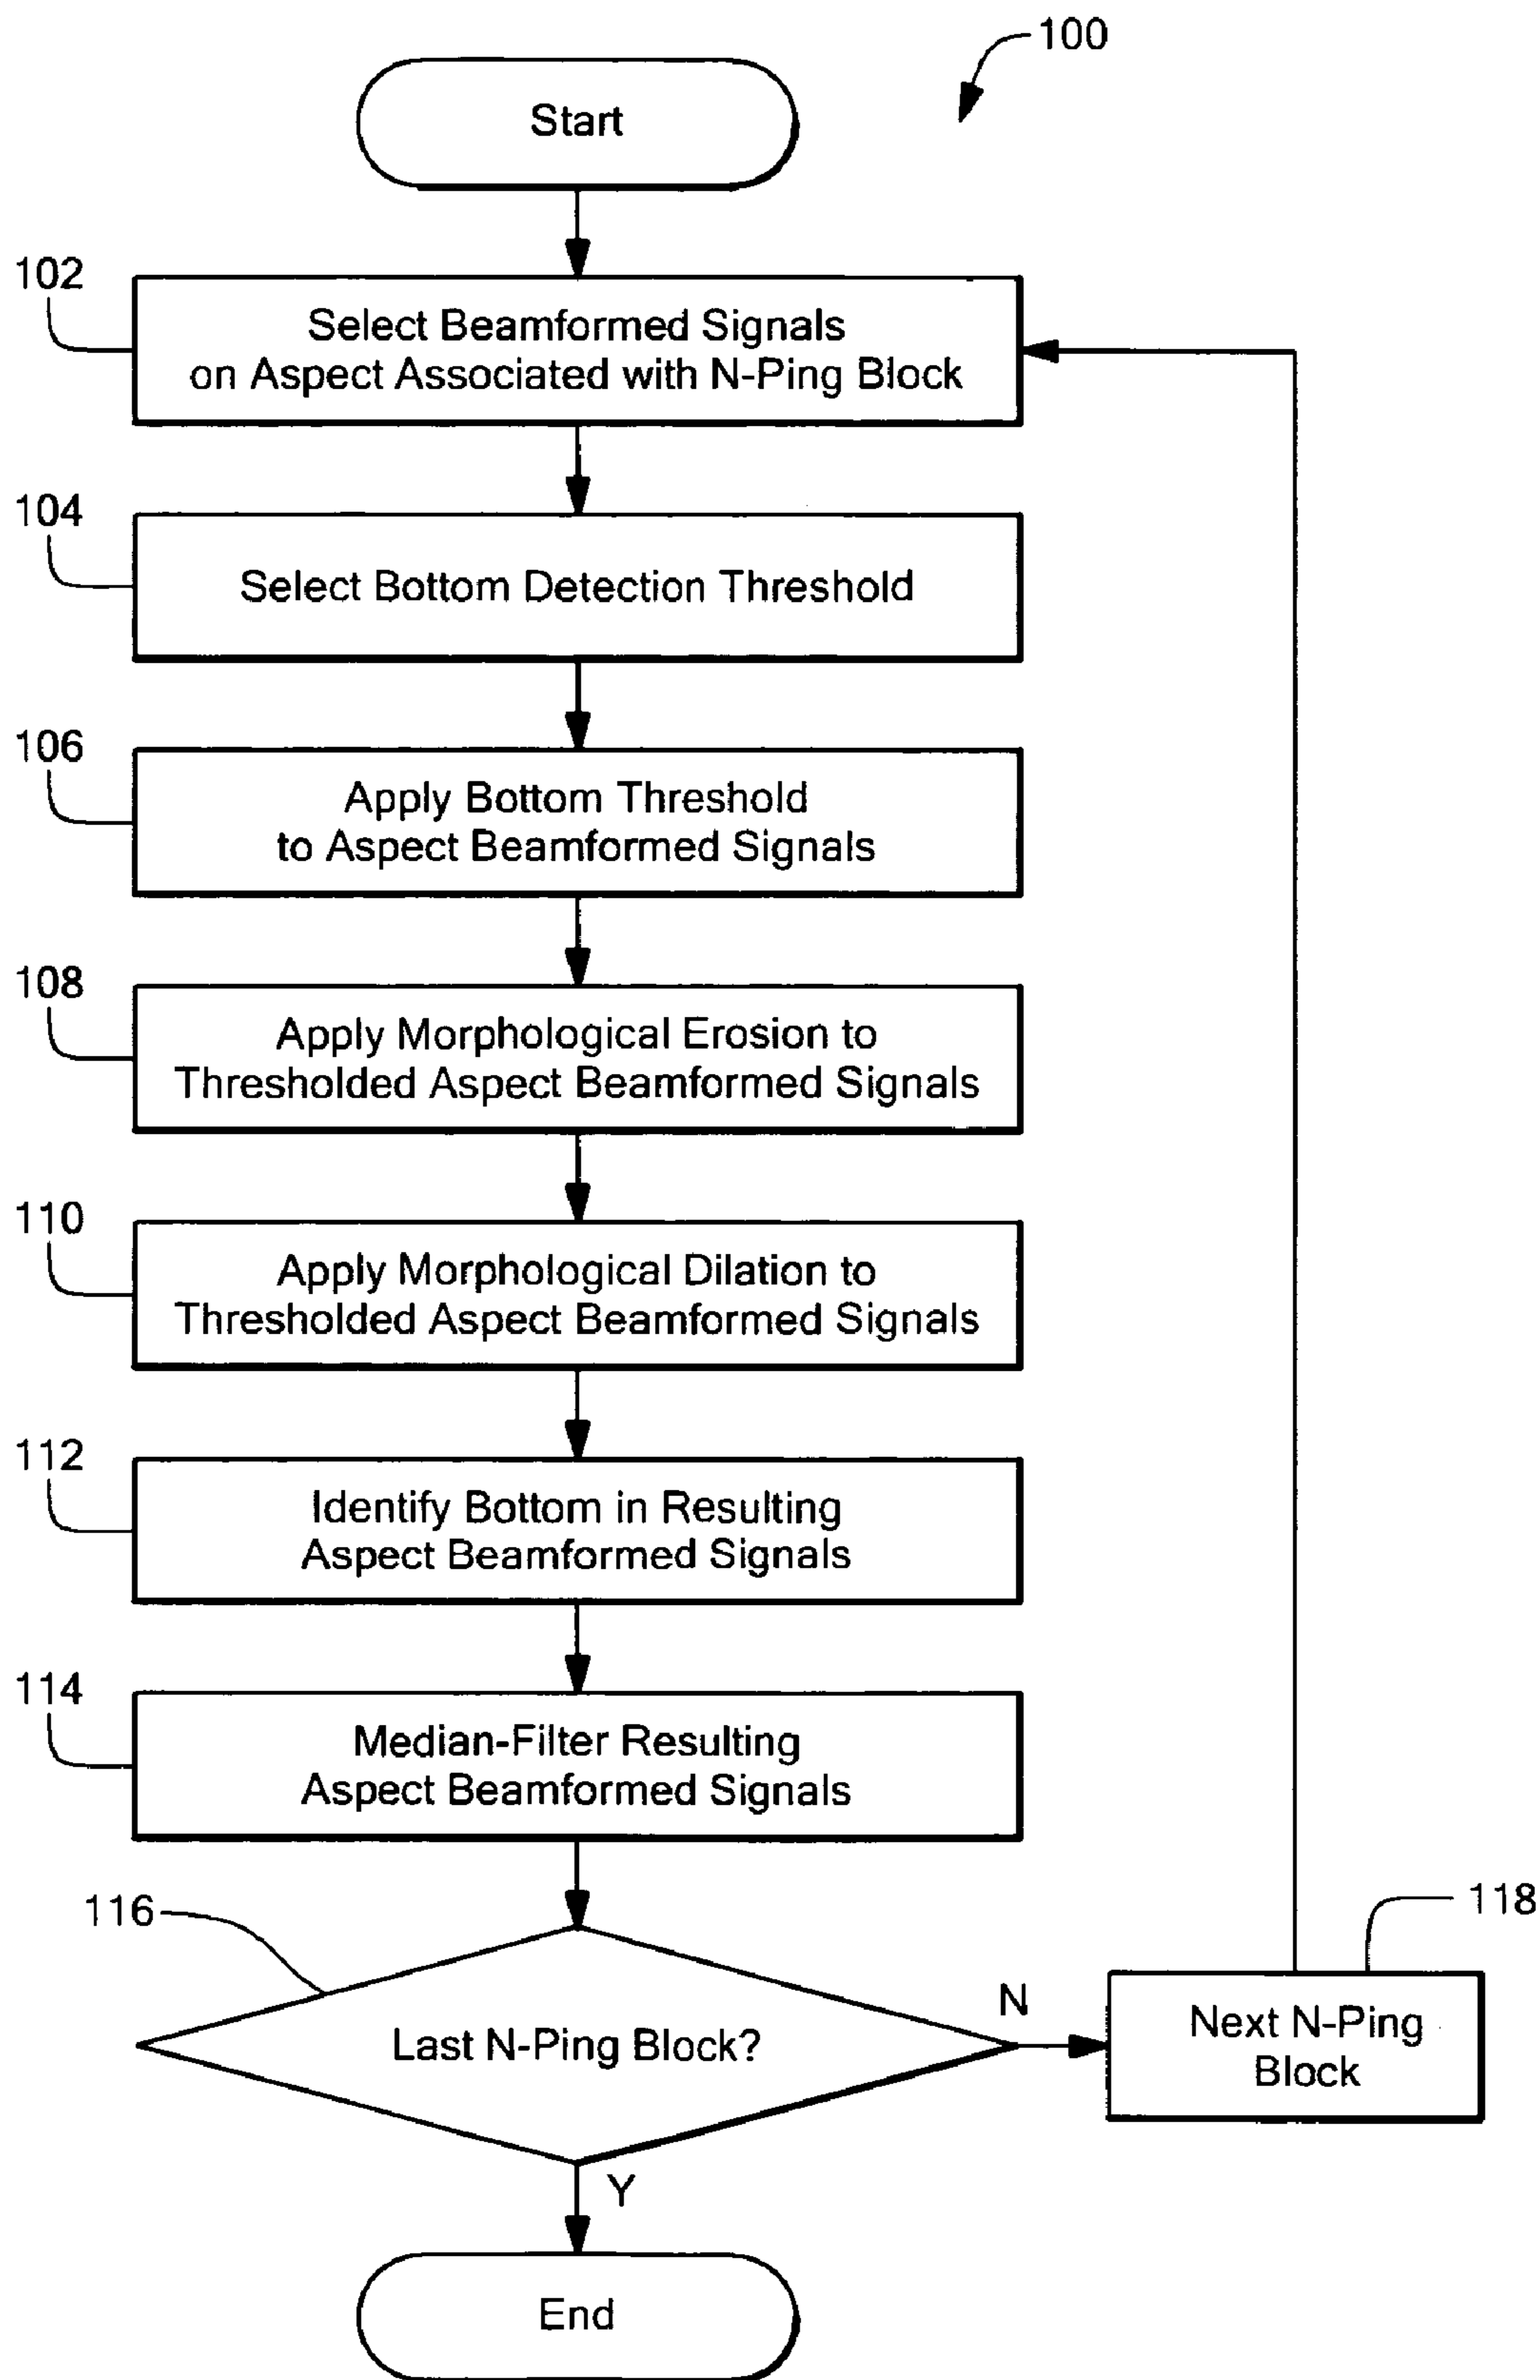 100
Start
102
Select Beamformed Signals
on Aspect Associated with N-Ping Block
104
Select Bottom Detection Threshold
106
Apply Bottom Threshold
to Aspect Beamformed Signals
108
Apply Morphological Erosion to
Thresholded Aspect Beamformed Signals
110
Apply Morphological Dilation to
Thresholded Aspect Beamformed Signals
112
Identify Bottom in Resulting
Aspect Beamformed Signals
114
Median-Filter Resulting
Aspect Beamformed Signals
116
Last N-Ping Block?
N
118
Next N-Ping
Block
Y
End